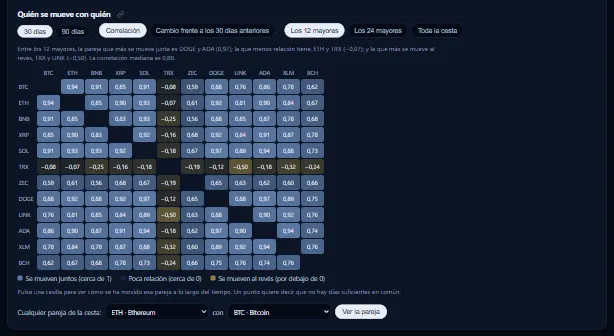 Quién se mueve con quién
30 días 90 días Correlación Cambio frente a los 30 días anteriores Los 12 mayores Los 24 mayores Toda la cesta
Entre los 12 mayores, la pareja que más se mueve junta es DOGE y ADA (0,97); la que menos relación tiene, ETH y TRX (−0,07); y la que más se mueve al
revés, TRX y LINK (−0,50). La correlación mediana es 0,80.
BTC ETH BNB XRP SOL TRX ZEC DOGE LINK ADA XLM BCH
BTC 0,94 0,91 0,85 0,91 −0,08 0,59 0,88 0,76 0,86 0,78 0,62
ETH 0,94 0,85 0,90 0,93 −0,07 0,61 0,92 0,81 0,90 0,84 0,67
BNB 0,91 0,85 0,83 0,93 −0,25 0,56 0,88 0,85 0,87 0,78 0,68
XRP 0,85 0,90 0,83 0,92 −0,16 0,68 0,92 0,84 0,91 0,87 0,78
SOL 0,91 0,93 0,93 0,92 −0,18 0,67 0,97 0,89 0,94 0,88 0,73
TRX −0,08 −0,07 −0,25 −0,16 −0,18 −0,19 −0,12 −0,50 −0,18 −0,32 −0,24
ZEC 0,59 0,61 0,56 0,68 0,67 −0,19 0,65 0,63 0,62 0,60 0,66
DOGE 0,88 0,92 0,88 0,92 0,97 −0,12 0,65 0,88 0,97 0,89 0,75
LINK 0,76 0,81 0,85 0,84 0,89 −0,50 0,63 0,88 0,90 0,92 0,76
ADA 0,86 0,90 0,87 0,91 0,94 −0,18 0,62 0,97 0,90 0,94 0,74
XLM 0,78 0,84 0,78 0,87 0,88 −0,32 0,60 0,89 0,92 0,94 0,76
BCH 0,62 0,67 0,68 0,78 0,73 −0,24 0,66 0,75 0,76 0,74 0,76
Se mueven juntos (cerca de 1) Poca relación (cerca de 0) Se mueven al revés (por debajo de 0)
Pulsa una casilla para ver cómo se ha movido esa pareja a lo largo del tiempo. Un punto quiere decir que no hay días suficientes en común.
Cualquier pareja de la cesta: ETH · Ethereum con BTC · Bitcoin Ver la pareja